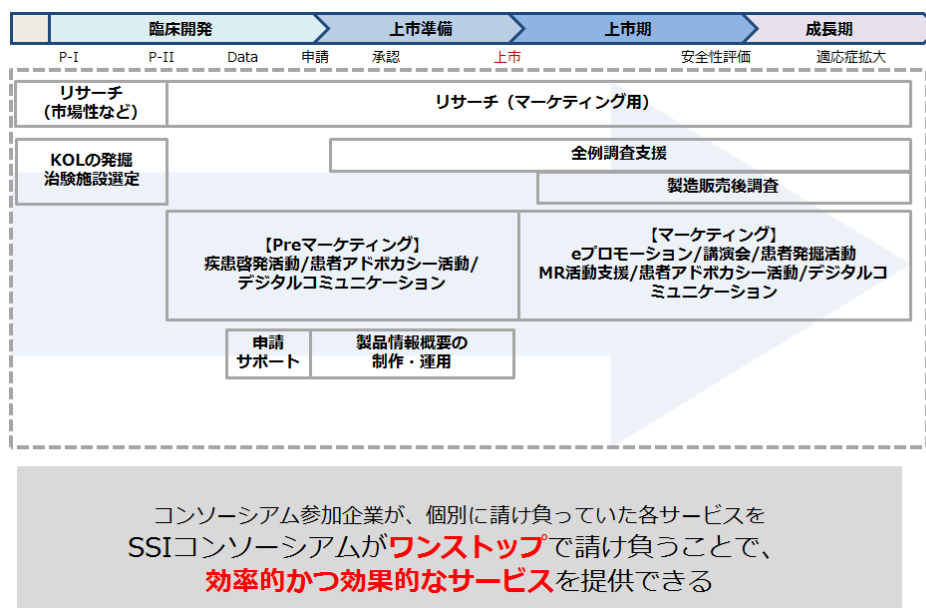 臨床開発
上市準備
上市期
成長期
P-I
P-II
Data
申請
承認
上市
安全性評価
適応症拡大
リサーチ
(市場性など)
リサーチ（マーケティング用）
KOLの発掘
治験施設選定
全例調査支援
製造販売後調査
【Preマーケティング】
疾患啓発活動/患者アドボカシー活動/
デジタルコミュニケーション
【マーケティング】
eプロモーション/講演会/患者発掘活動
MR活動支援/患者アドボカシー活動/デジタルコ
ミュニケーション
申請
サポート
製品情報概要の
制作・運用
コンソーシアム参加企業が、個別に請け負っていた各サービスを
SSIコンソーシアムがワンストップで請け負うことで、
効率的かつ効果的なサービスを提供できる